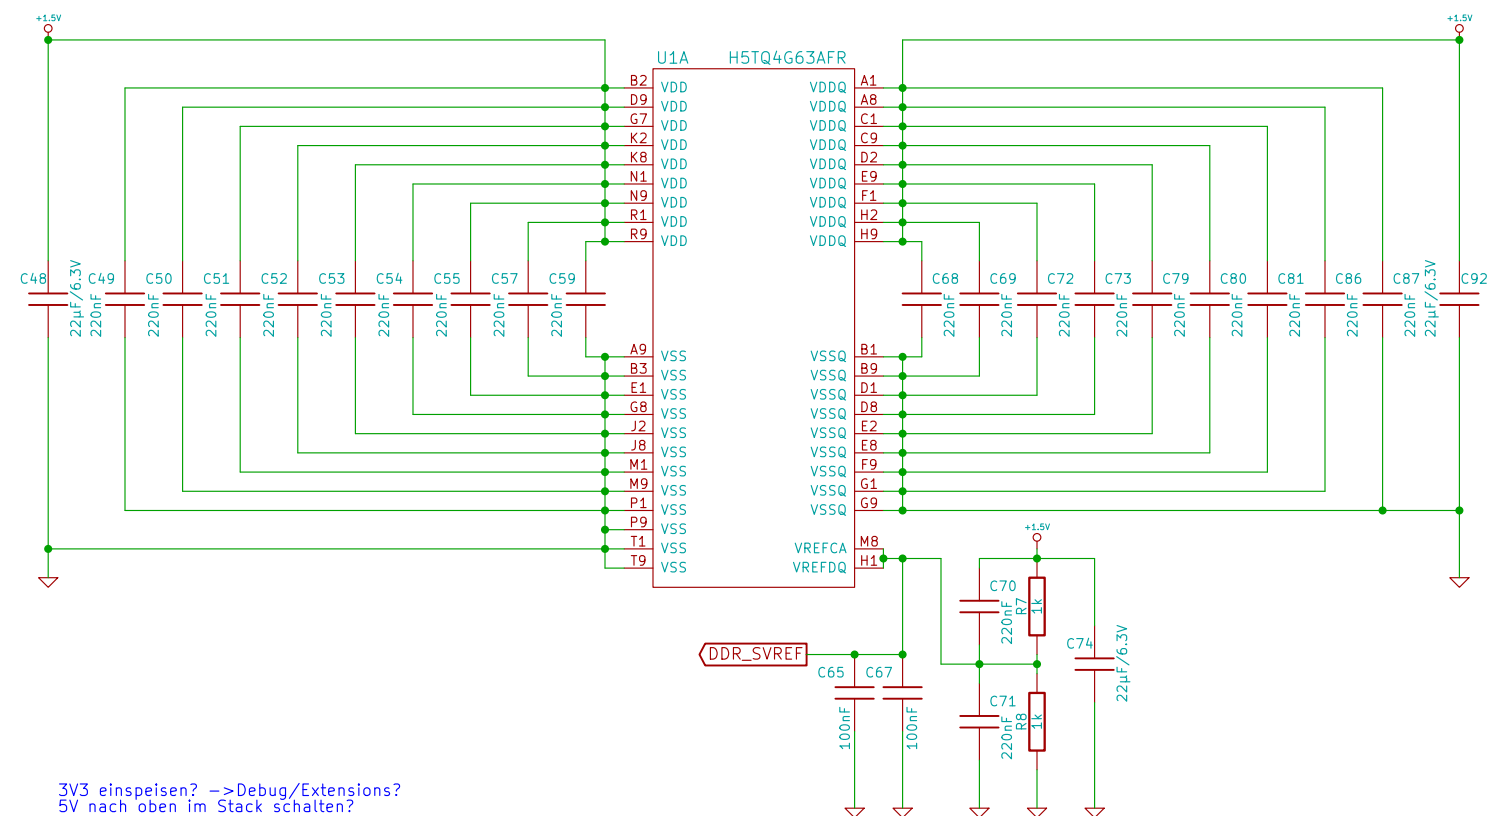 +1.5V
+1.5V
U1A H5TQ4G63AFR
B2 VDD VDDQ A1
D9 VDD VDDQ A8
G7 VDD VDDQ C1
K2 VDD VDDQ C9
K8 VDD VDDQ D2
N1 VDD VDDQ E9
N9 VDD VDDQ F1
R1 VDD VDDQ H2
R9 VDD VDDQ H9
C48 C49 C50 C51 C52 C53 C54 C55 C57 C59 C68 C69 C72 C73 C79 C80 C81 C86 C87 C92
22µF/6.3V 220nF 220nF 220nF 220nF 220nF 220nF 220nF 220nF 220nF 220nF 220nF 220nF 220nF 220nF 220nF 220nF 220nF 220nF 22µF/6.3V
A9 VSS VSSQ B1
B3 VSS VSSQ B9
E1 VSS VSSQ D1
G8 VSS VSSQ D8
J2 VSS VSSQ E2
J8 VSS VSSQ E8
M1 VSS VSSQ F9
M9 VSS VSSQ G1
P1 VSS VSSQ G9
P9 VSS
T1 VSS VREFCA M8
T9 VSS VREFDQ H1
+1.5V
C70 220nF R7 1k
C74 22µF/6.3V
DDR_SVREF
C65 100nF C67 100nF
C71 220nF R8 1k
3V3 einspeisen? ->Debug/Extensions?
5V nach oben im Stack schalten?